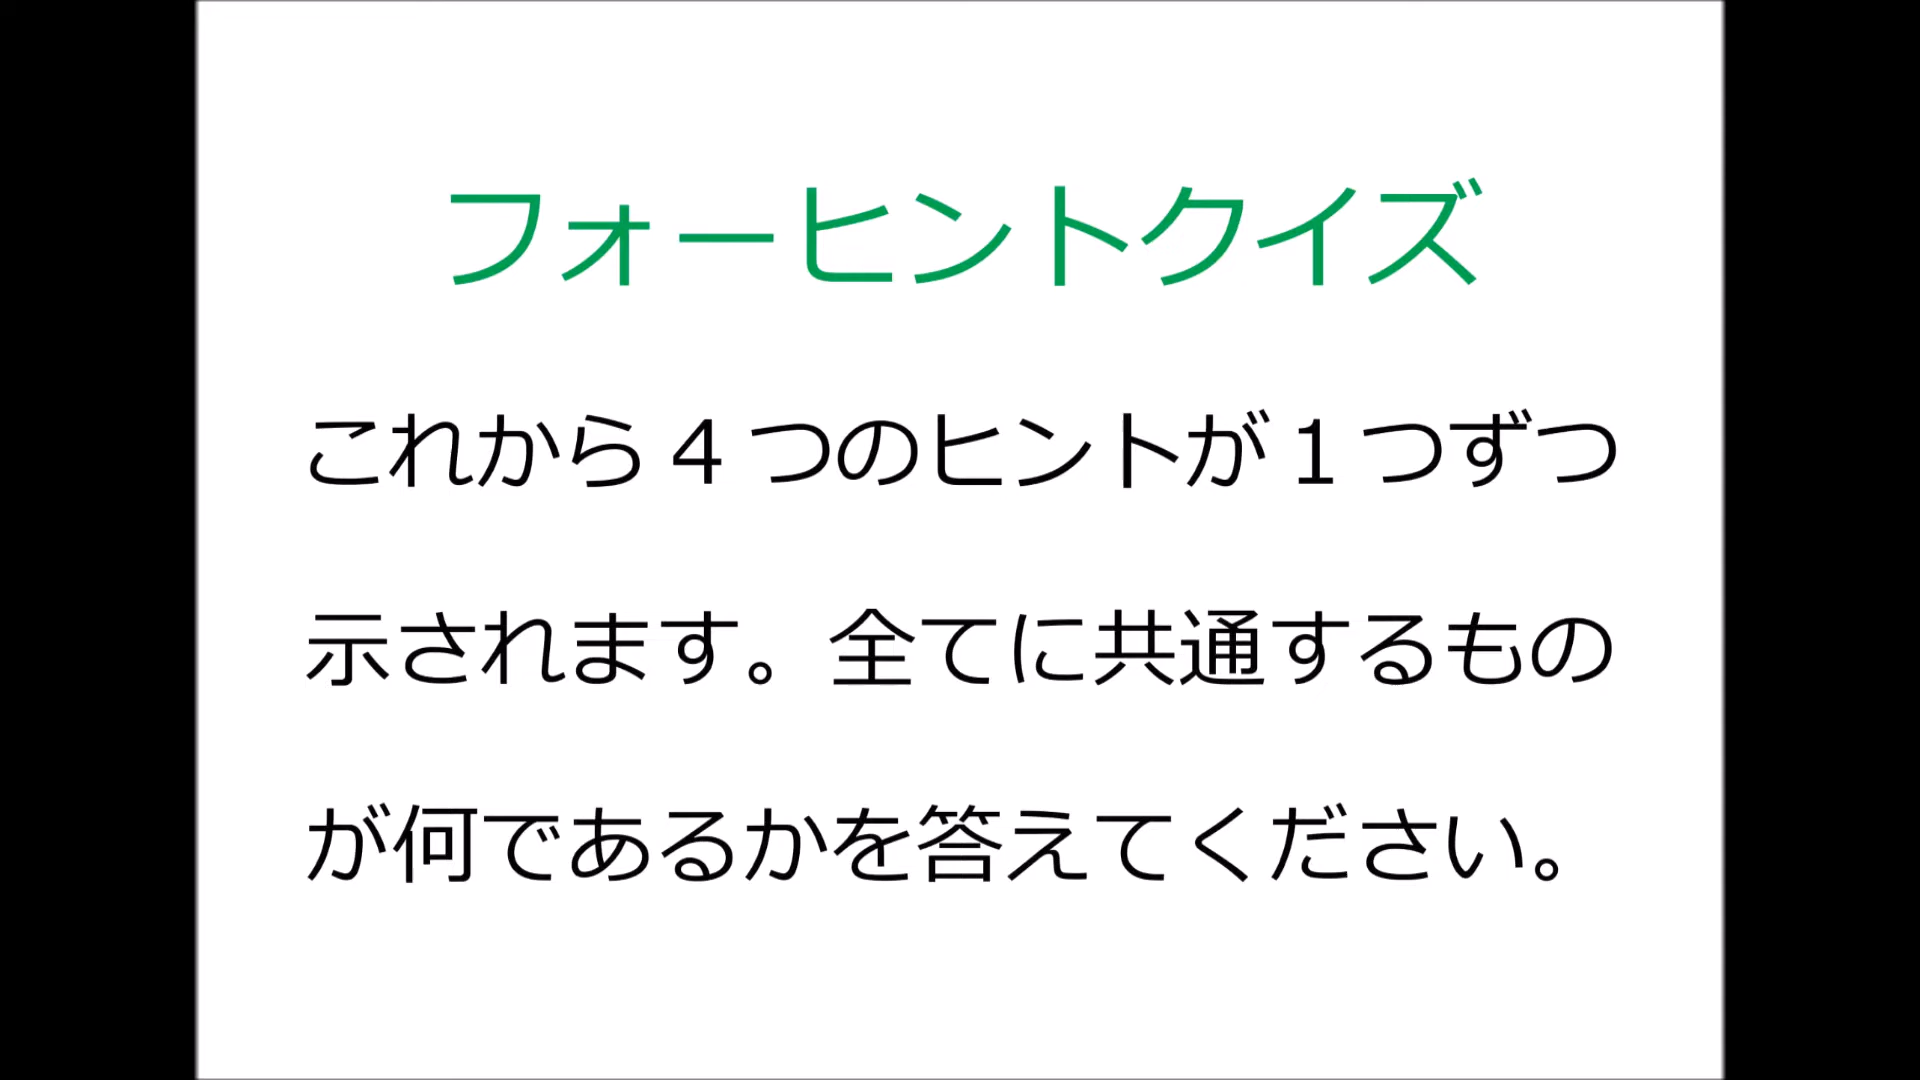 フォーヒントクイズ
これから４つのヒントが１つずつ
示されます。全てに共通するもの
が何であるかを答えてください。